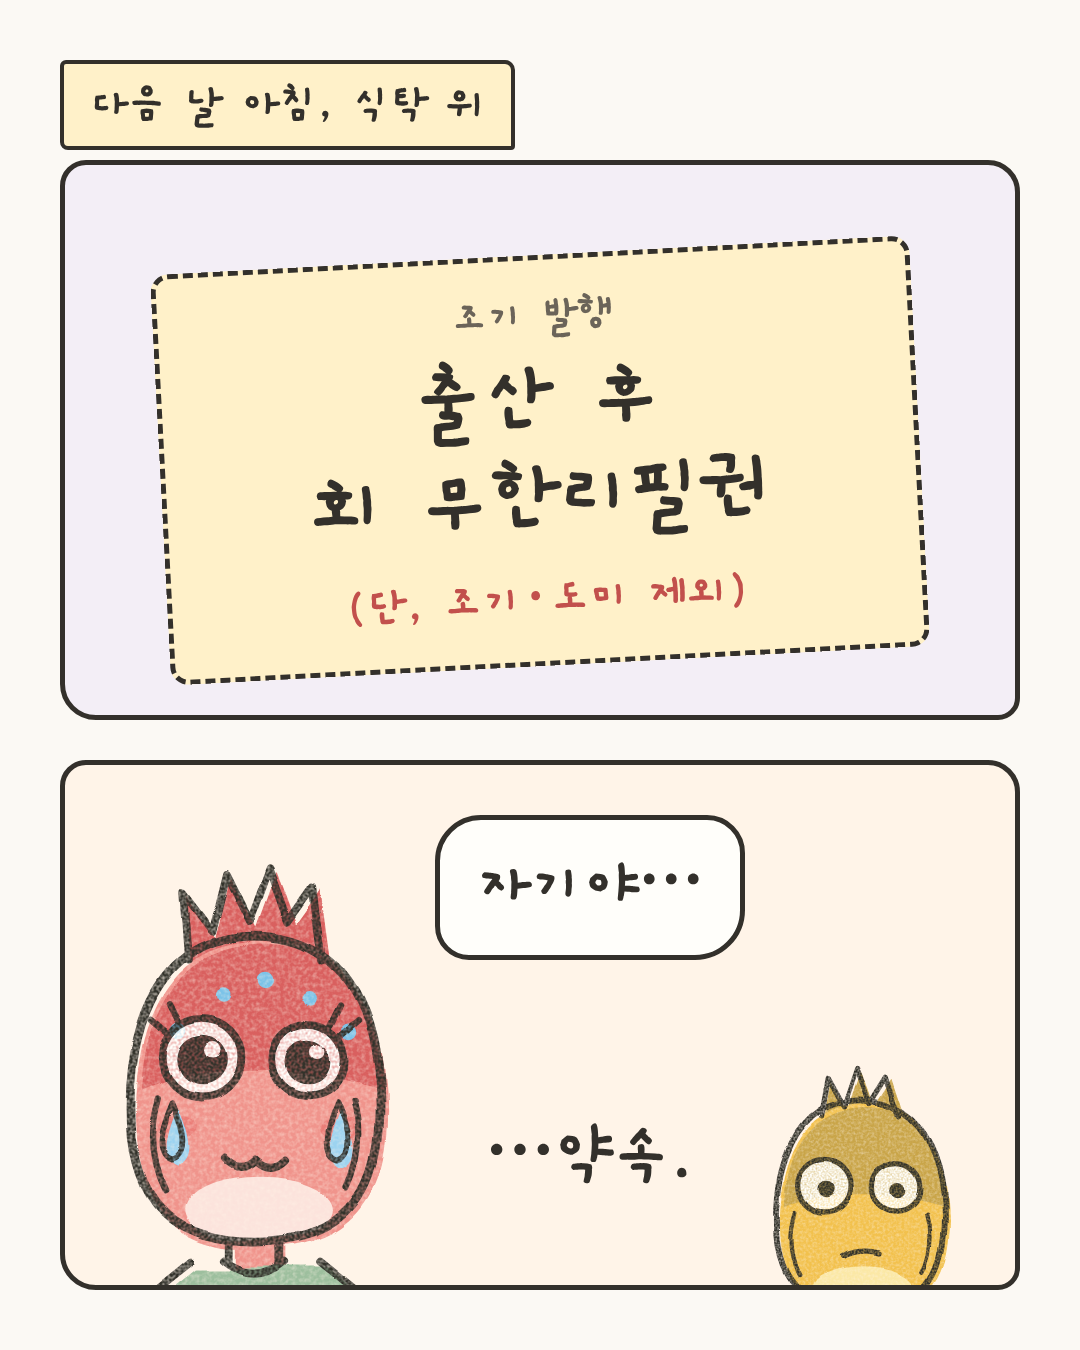 다음 날 아침, 식탁 위
조기 발행
출산 후
회 무한리필권
(단, 조기·도미 제외)
자기야···
···약속.